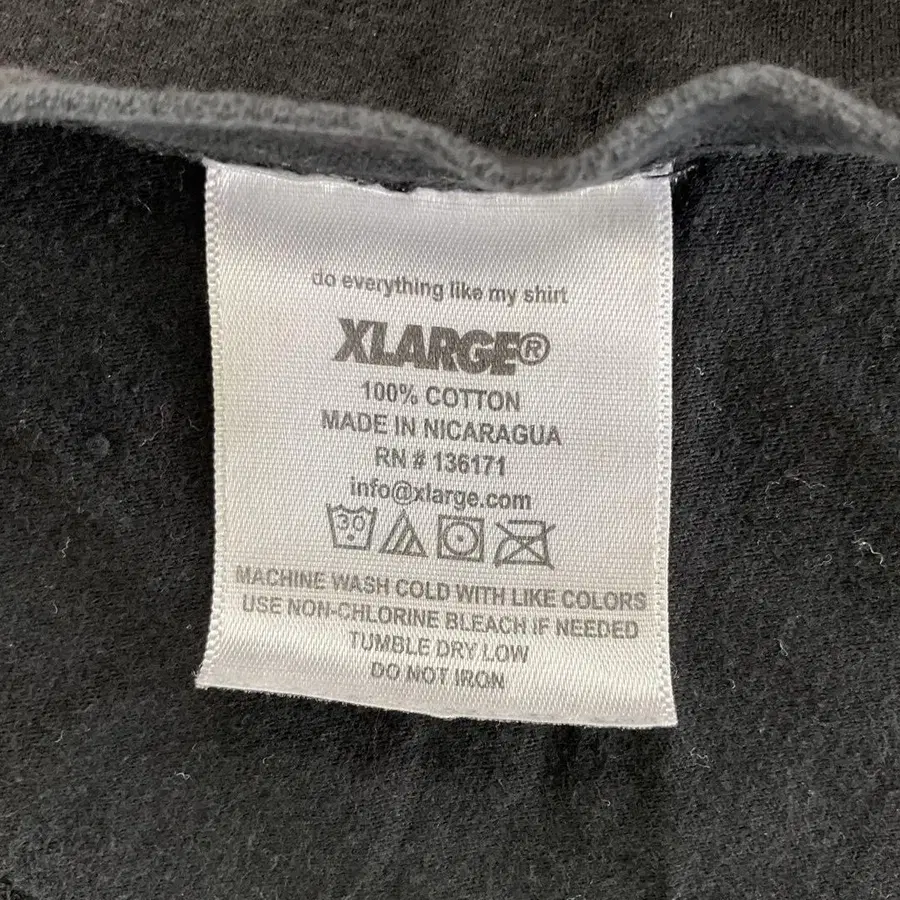 do everything like my shirt
XLARGE®
100% COTTON
MADE IN NICARAGUA
RN # 136171
info@xlarge.com
30
MACHINE WASH COLD WITH LIKE COLORS
USE NON-CHLORINE BLEACH IF NEEDED
TUMBLE DRY LOW
DO NOT IRON